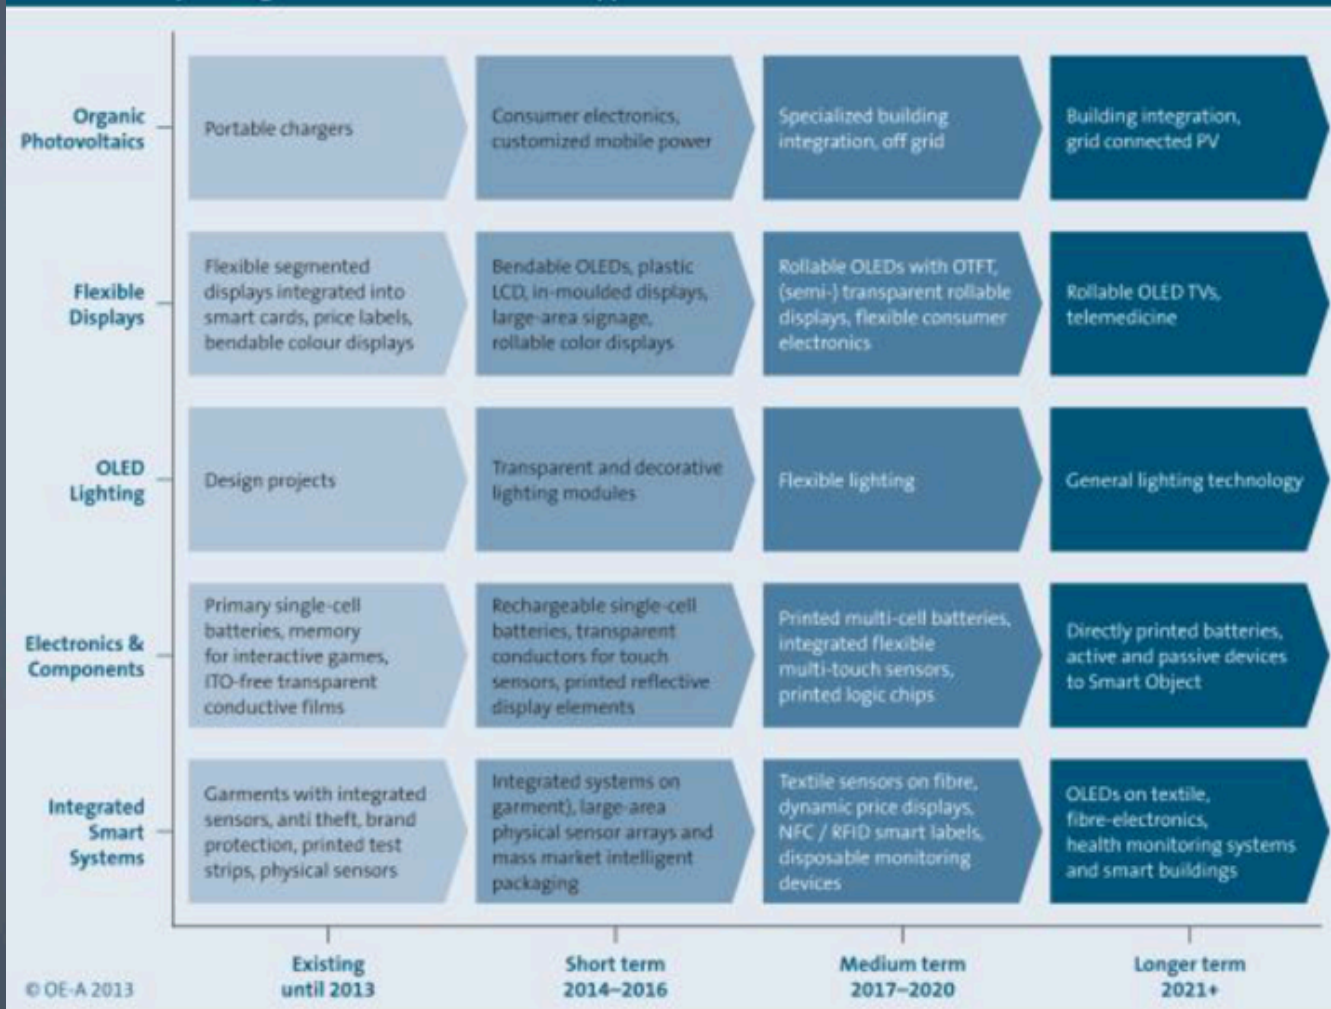 Organic
Photovoltaics
Portable chargers
Consumer electronics,
customized mobile power
Specialized building
integration, off grid
Building integration,
grid connected PV
Flexible
Displays
Flexible segmented
displays integrated into
smart cards, price labels,
bendable colour displays
Bendable OLEDs, plastic
LCD, in-moulded displays,
large-area signage,
rollable color displays
Rollable OLEDs with OTFT,
(semi-) transparent rollable
displays, flexible consumer
electronics
Rollable OLED TVs,
telemedicine
OLED
Lighting
Design projects
Transparent and decorative
lighting modules
Flexible lighting
General lighting technology
Electronics &
Components
Primary single-cell
batteries, memory
for interactive games,
ITO-free transparent
conductive films
Rechargeable single-cell
batteries, transparent
conductors for touch
sensors, printed reflective
display elements
Printed multi-cell batteries,
integrated flexible
multi-touch sensors,
printed logic chips
Directly printed batteries,
active and passive devices
to Smart Object
Integrated
Smart
Systems
Garments with integrated
sensors, anti theft, brand
protection, printed test
strips, physical sensors
Integrated systems on
garment), large-area
physical sensor arrays and
mass market intelligent
packaging
Textile sensors on fibre,
dynamic price displays,
NFC / RFID smart labels,
disposable monitoring
devices
OLEDs on textile,
fibre-electronics,
health monitoring systems
and smart buildings
Existing
until 2013
Short term
2014–2016
Medium term
2017–2020
Longer term
2021+
© OE-A 2013